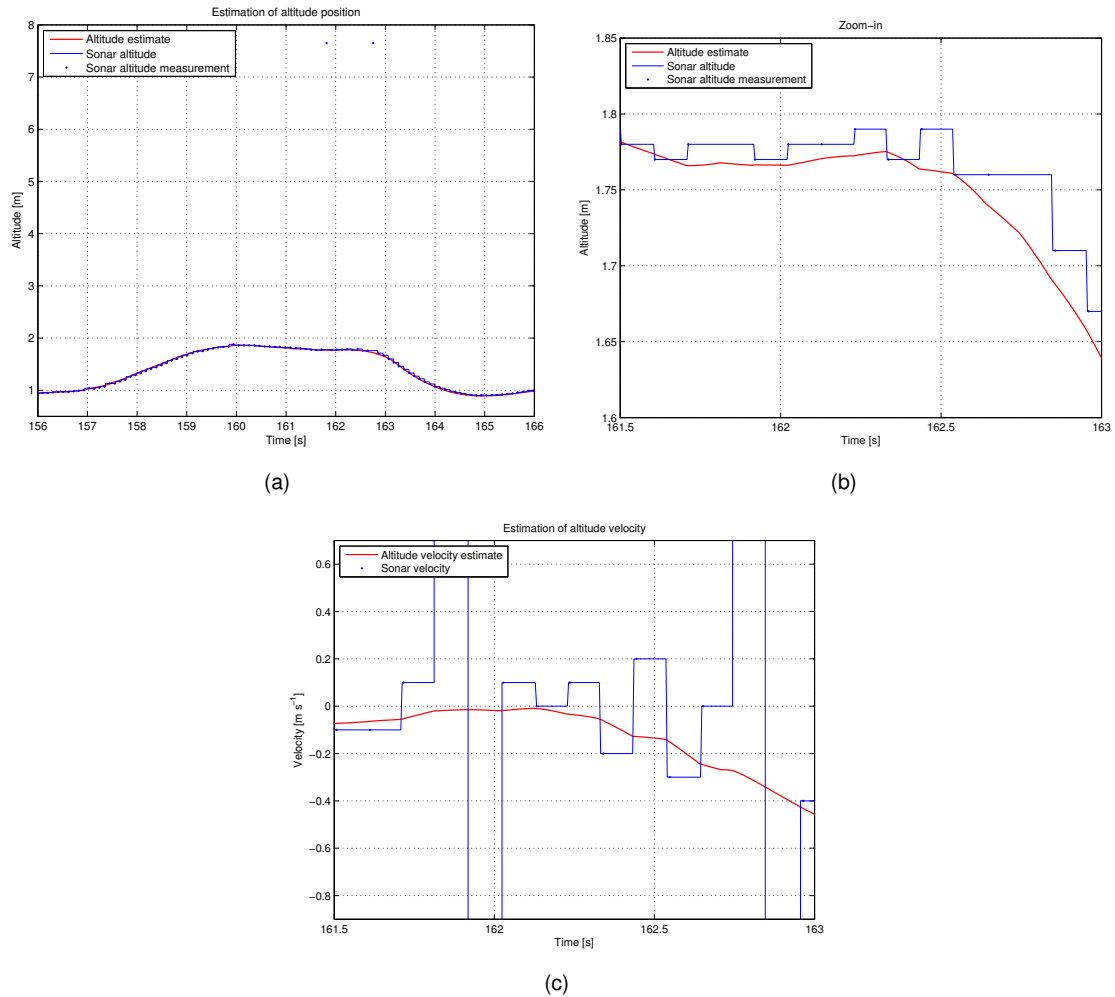 Estimation of altitude position
8
7
6
5
4
3
2
1
Altitude [m]
Altitude estimate
Sonar altitude
Sonar altitude measurement
156 157 158 159 160 161 162 163 164 165 166
Time [s]
(a)
Zoom-in
1.85
1.8
1.75
1.7
1.65
1.6
Altitude [m]
Altitude estimate
Sonar altitude
Sonar altitude measurement
161.5 162 162.5 163
Time [s]
(b)
Estimation of altitude velocity
0.6
0.4
0.2
0
−0.2
−0.4
−0.6
−0.8
Velocity [m s⁻¹]
Altitude velocity estimate
Sonar velocity
161.5 162 162.5 163
Time [s]
(c)